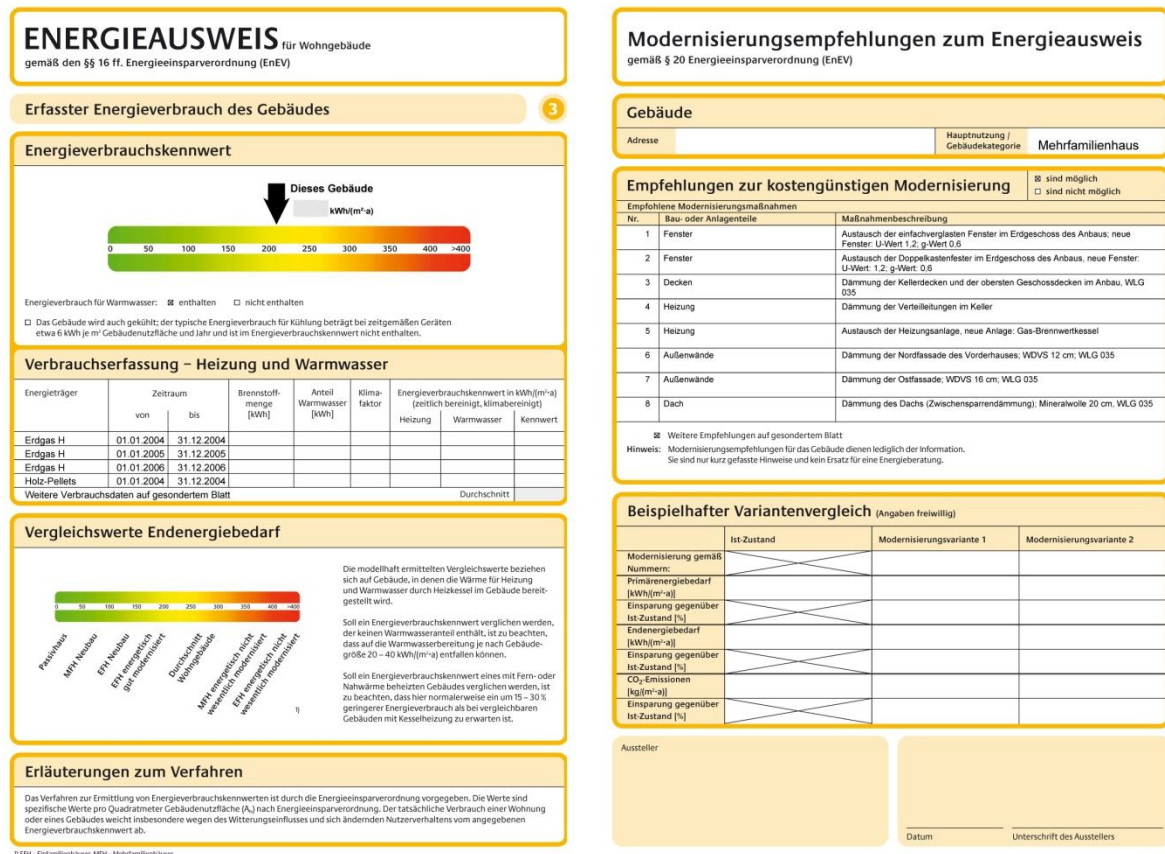 ENERGIEAUSWEIS für Wohngebäude
gemäß den §§ 16 ff. Energieeinsparverordnung (EnEV)
Erfasster Energieverbrauch des Gebäudes 3
Energieverbrauchskennwert
Dieses Gebäude
kWh/(m²·a)
0 50 100 150 200 250 300 350 400 >400
Energieverbrauch für Warmwasser: ☒ enthalten ☐ nicht enthalten
☐ Das Gebäude wird auch gekühlt; der typische Energieverbrauch für Kühlung beträgt bei zeitgemäßen Geräten
etwa 6 kWh je m² Gebäudenutzfläche und Jahr und ist im Energieverbrauchskennwert nicht enthalten.
Verbrauchserfassung – Heizung und Warmwasser
Energieträger
Zeitraum
von bis
Brennstoff-
menge
[kWh]
Anteil
Warmwasser
[kWh]
Klima-
faktor
Energieverbrauchskennwert in kWh/(m²·a)
(zeitlich bereinigt, klimabereinigt)
Heizung Warmwasser Kennwert
Erdgas H 01.01.2004 31.12.2004
Erdgas H 01.01.2005 31.12.2005
Erdgas H 01.01.2006 31.12.2006
Holz-Pellets 01.01.2004 31.12.2004
Weitere Verbrauchsdaten auf gesondertem Blatt Durchschnitt
Vergleichswerte Endenergiebedarf
0 50 100 150 200 250 300 350 400 >400
Passivhaus
MFH Neubau
EFH Neubau
EFH energetisch
gut modernisiert
Durchschnitt
Wohngebäude
MFH energetisch nicht
wesentlich modernisiert
EFH energetisch nicht
wesentlich modernisiert
1)
Die modellhaft ermittelten Vergleichswerte beziehen
sich auf Gebäude, in denen die Wärme für Heizung
und Warmwasser durch Heizkessel im Gebäude bereit-
gestellt wird.
Soll ein Energieverbrauchskennwert verglichen werden,
der keinen Warmwasseranteil enthält, ist zu beachten,
dass auf die Warmwasserbereitung je nach Gebäude-
größe 20 – 40 kWh/(m²·a) entfallen können.
Soll ein Energieverbrauchskennwert eines mit Fern- oder
Nahwärme beheizten Gebäudes verglichen werden, ist
zu beachten, dass hier normalerweise ein um 15 – 30 %
geringerer Energieverbrauch als bei vergleichbaren
Gebäuden mit Kesselheizung zu erwarten ist.
Erläuterungen zum Verfahren
Das Verfahren zur Ermittlung von Energieverbrauchskennwerten ist durch die Energieeinsparverordnung vorgegeben. Die Werte sind
spezifische Werte pro Quadratmeter Gebäudenutzfläche (Aₙ) nach Energieeinsparverordnung. Der tatsächliche Verbrauch einer Wohnung
oder eines Gebäudes weicht insbesondere wegen des Witterungseinflusses und sich ändernden Nutzerverhaltens vom angegebenen
Energieverbrauchskennwert ab.
1) EFH – Einfamilienhäuser, MFH – Mehrfamilienhäuser
Modernisierungsempfehlungen zum Energieausweis
gemäß § 20 Energieeinsparverordnung (EnEV)
Gebäude
Adresse
Hauptnutzung /
Gebäudekategorie Mehrfamilienhaus
Empfehlungen zur kostengünstigen Modernisierung
☒ sind möglich
☐ sind nicht möglich
Empfohlene Modernisierungsmaßnahmen
Nr. Bau- oder Anlagenteile Maßnahmenbeschreibung
1 Fenster Austausch der einfachverglasten Fenster im Erdgeschoss des Anbaus; neue
Fenster: U-Wert 1,2; g-Wert 0,6
2 Fenster Austausch der Doppelkastenfester im Erdgeschoss des Anbaus, neue Fenster:
U-Wert: 1,2; g-Wert: 0,6
3 Decken Dämmung der Kellerdecken und der obersten Geschossdecken im Anbau, WLG
035
4 Heizung Dämmung der Verteilleitungen im Keller
5 Heizung Austausch der Heizungsanlage, neue Anlage: Gas-Brennwertkessel
6 Außenwände Dämmung der Nordfassade des Vorderhauses; WDVS 12 cm; WLG 035
7 Außenwände Dämmung der Ostfassade; WDVS 16 cm; WLG 035
8 Dach Dämmung des Dachs (Zwischensparrendämmung); Mineralwolle 20 cm, WLG 035
☒ Weitere Empfehlungen auf gesondertem Blatt
Hinweis: Modernisierungsempfehlungen für das Gebäude dienen lediglich der Information.
Sie sind nur kurz gefasste Hinweise und kein Ersatz für eine Energieberatung.
Beispielhafter Variantenvergleich (Angaben freiwillig)
Ist-Zustand Modernisierungsvariante 1 Modernisierungsvariante 2
Modernisierung gemäß
Nummern:
Primärenergiebedarf
[kWh/(m²·a)]
Einsparung gegenüber
Ist-Zustand [%]
Endenergiebedarf
[kWh/(m²·a)]
Einsparung gegenüber
Ist-Zustand [%]
CO₂-Emissionen
[kg/(m²·a)]
Einsparung gegenüber
Ist-Zustand [%]
Aussteller
Datum Unterschrift des Ausstellers